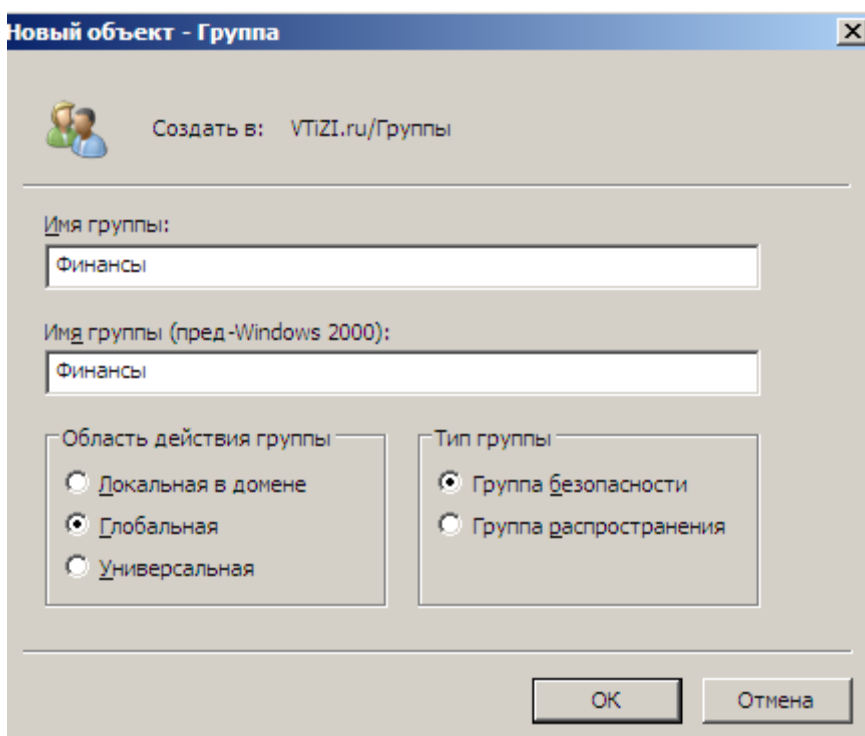 Новый объект - Группа
Создать в: VTiZI.ru/Группы
Имя группы:
Финансы
Имя группы (пред-Windows 2000):
Финансы
Область действия группы
Локальная в домене
Глобальная
Универсальная
Тип группы
Группа безопасности
Группа распространения
ОК
Отмена